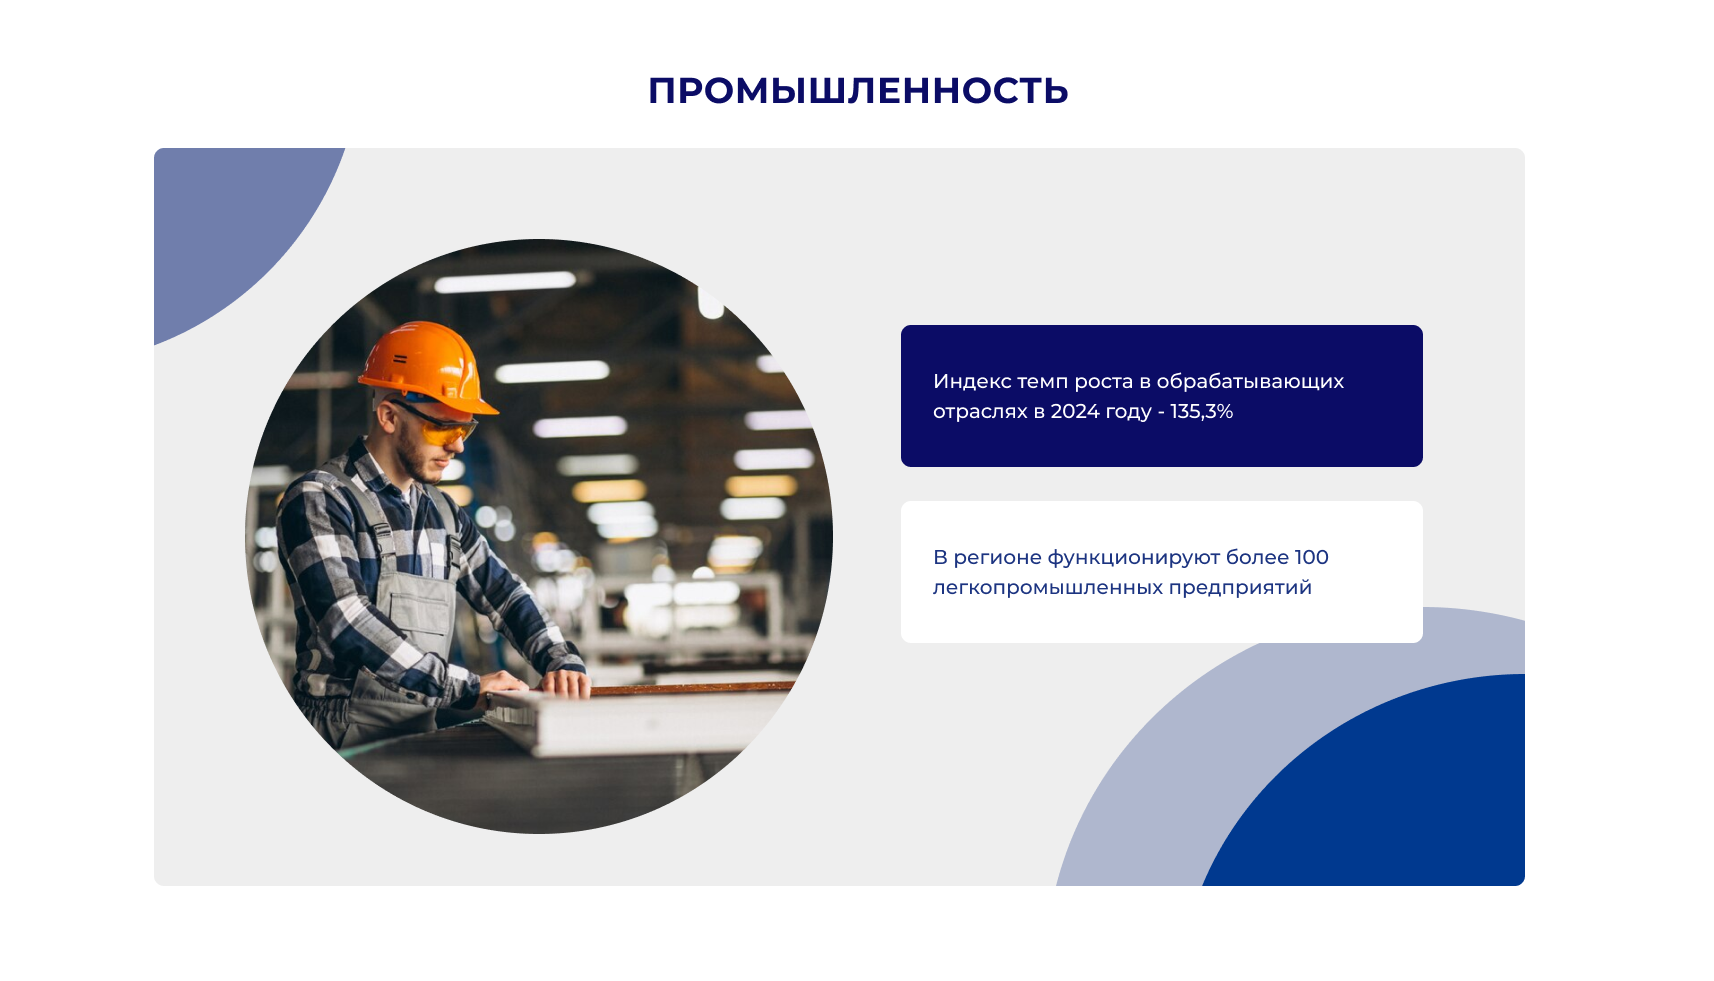 ПРОМЫШЛЕННОСТЬ
Индекс темп роста в обрабатывающих
отраслях в 2024 году - 135,3%
В регионе функционируют более 100
легкопромышленных предприятий